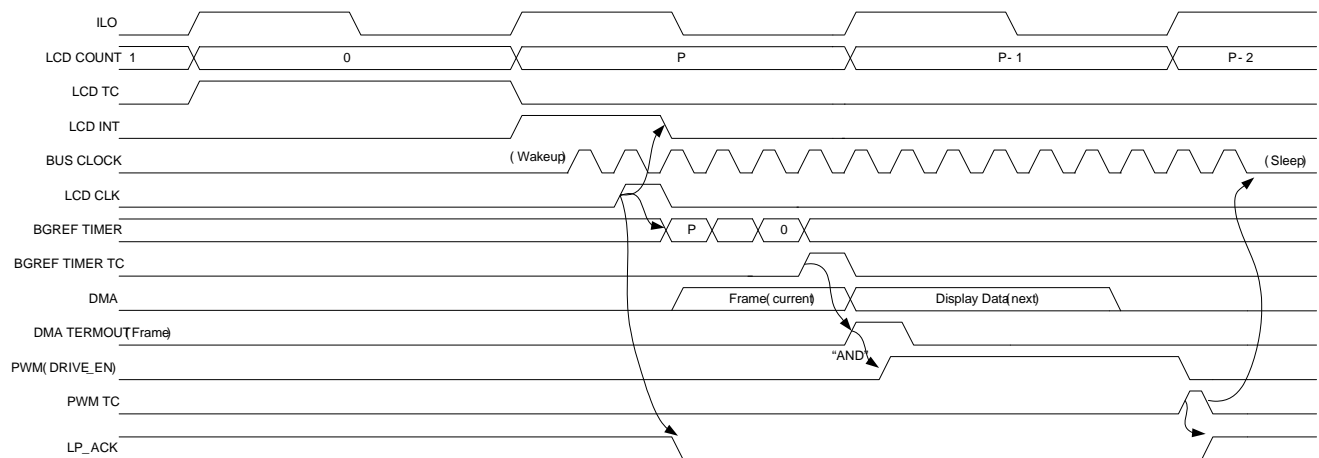 ILO
LCD COUNT 1 0 P P- 1 P- 2
LCD TC
LCD INT
BUS CLOCK ( Wakeup) ( Sleep)
LCD CLK
BGREF TIMER P 0
BGREF TIMER TC
DMA Frame( current) Display Data(next)
DMA TERMOUT(Frame)
"AND"
PWM( DRIVE_EN)
PWM TC
LP_ACK